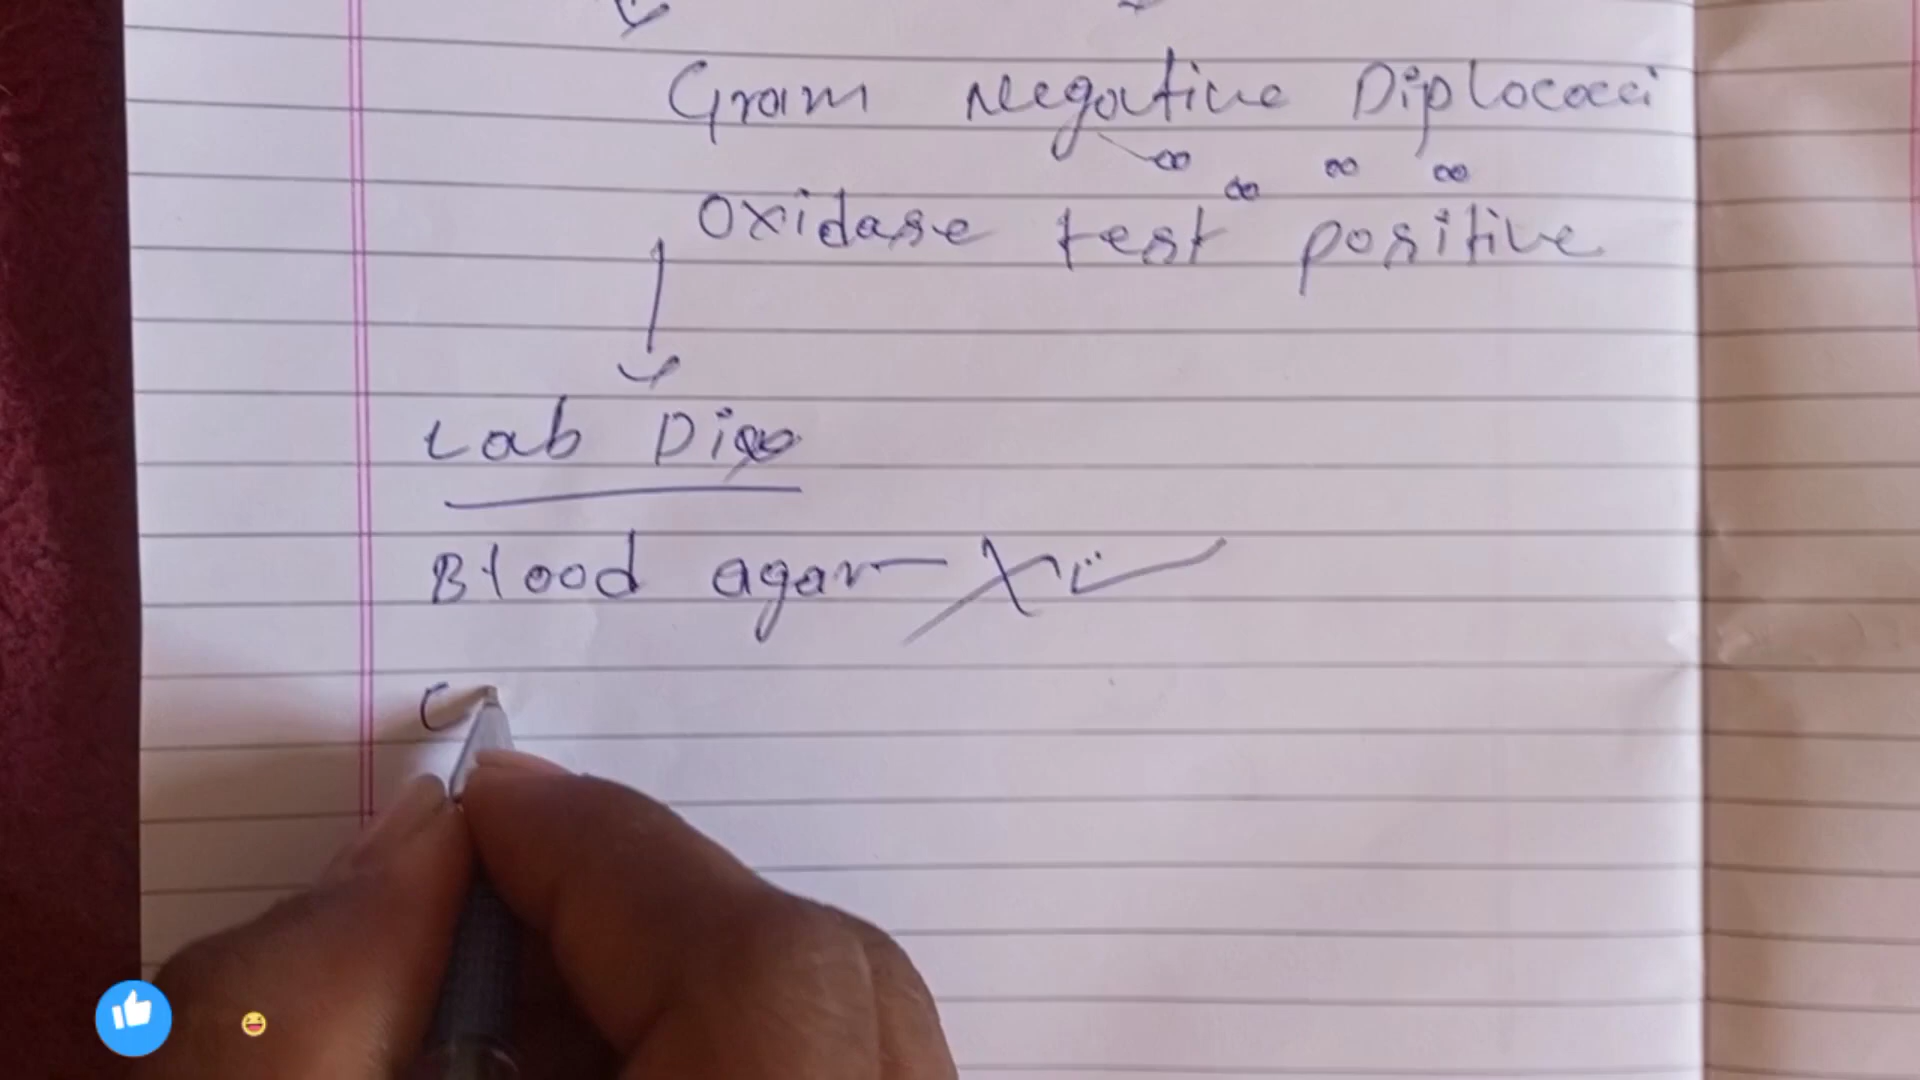 Gram Negative Diplococci
Oxidase test positive
Lab Dia
Blood agar
C